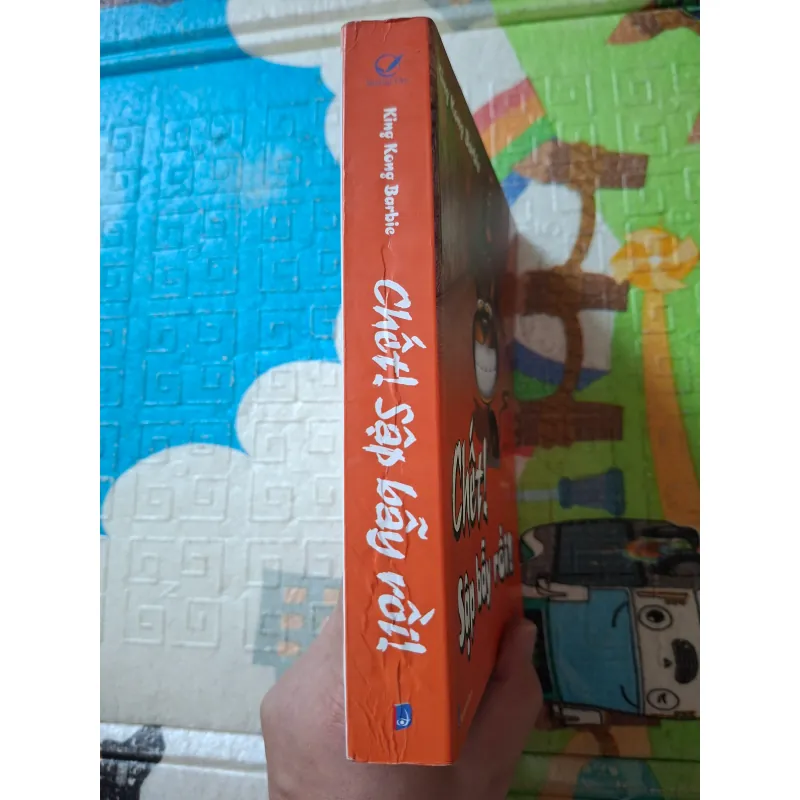 King Kong Barbie
Chết! Sập bẫy rồi!
Chết!
Sập bẫy rồi!